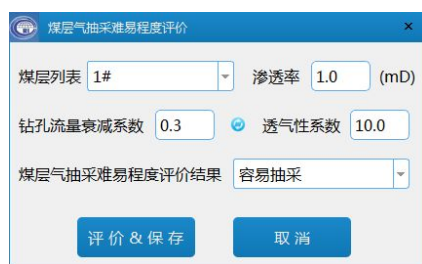 煤层气抽采难易程度评价 ×
煤层列表 1# 渗透率 1.0 (mD)
钻孔流量衰减系数 0.3 透气性系数 10.0
煤层气抽采难易程度评价结果 容易抽采
评价&保存 取消